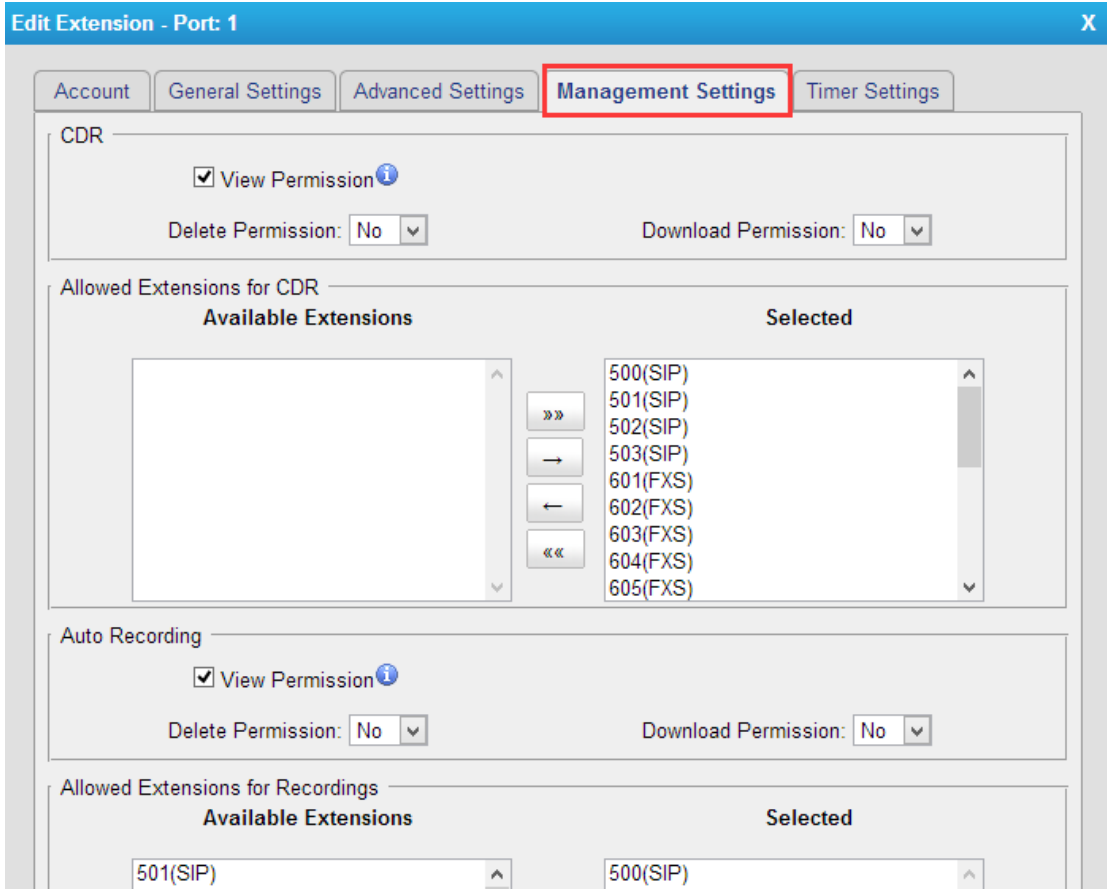 Edit Extension - Port: 1 X
Account General Settings Advanced Settings Management Settings Timer Settings
CDR
View Permission
Delete Permission: No Download Permission: No
Allowed Extensions for CDR
Available Extensions Selected
500(SIP)
501(SIP)
»» 502(SIP)
→ 503(SIP)
601(FXS)
← 602(FXS)
603(FXS)
«« 604(FXS)
605(FXS)
Auto Recording
View Permission
Delete Permission: No Download Permission: No
Allowed Extensions for Recordings
Available Extensions Selected
501(SIP) 500(SIP)